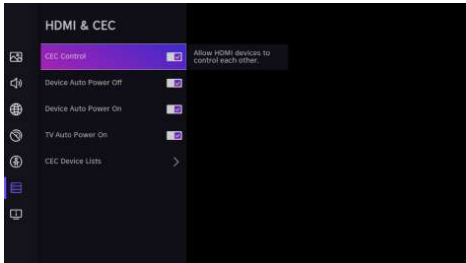 HDMI & CEC
CEC Control
Allow HDMI devices to
control each other.
Device Auto Power Off
Device Auto Power On
TV Auto Power On
CEC Device Lists